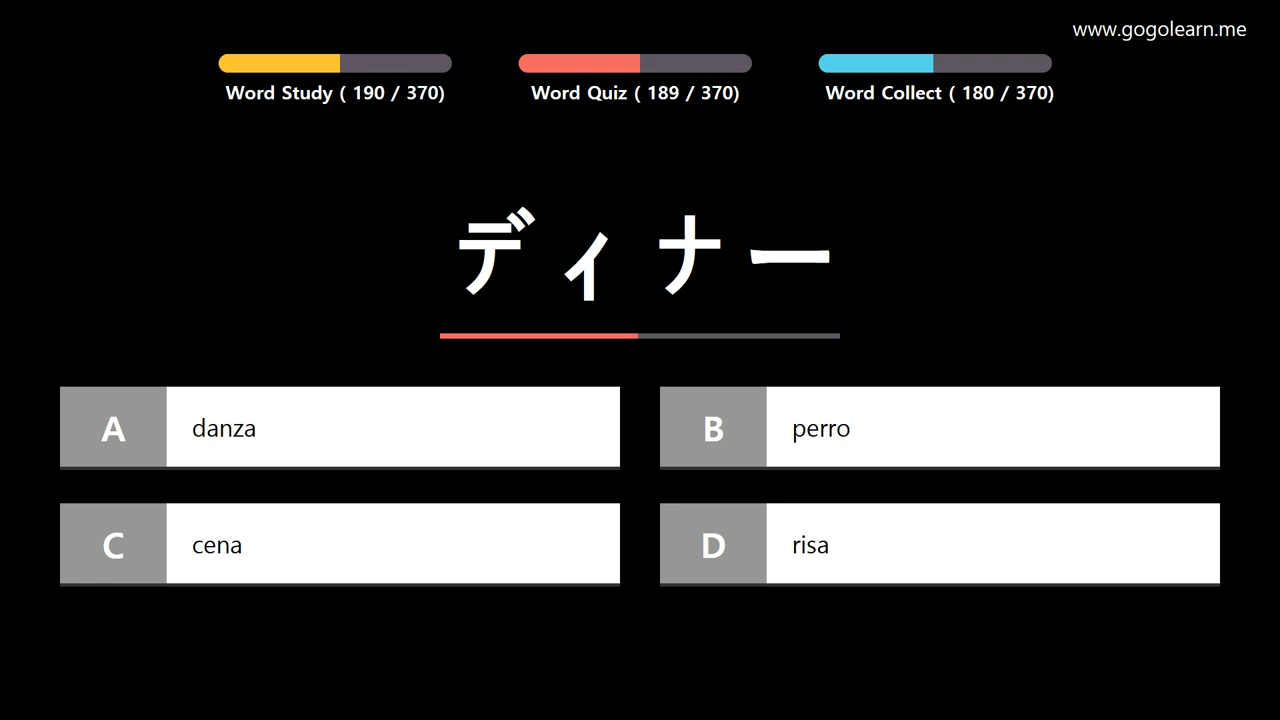 www.gogolearn.me
Word Study ( 190 / 370)
Word Quiz ( 189 / 370)
Word Collect ( 180 / 370)
ディナー
A danza
B perro
C cena
D risa